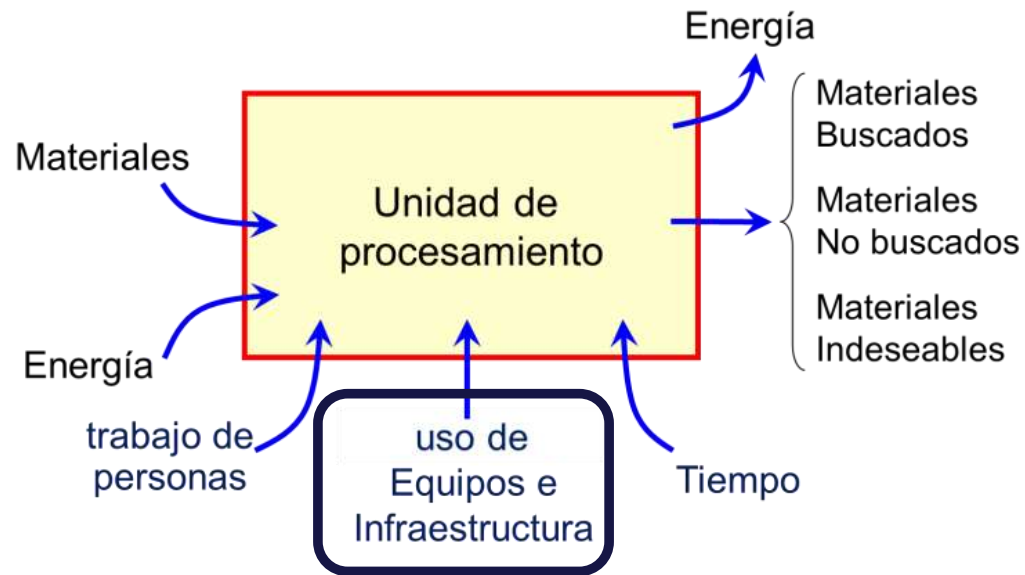 Energía
Materiales
Buscados
Materiales
Unidad de
procesamiento
Materiales
No buscados
Materiales
Indeseables
Energía
trabajo de
personas
uso de
Equipos e
Infraestructura
Tiempo